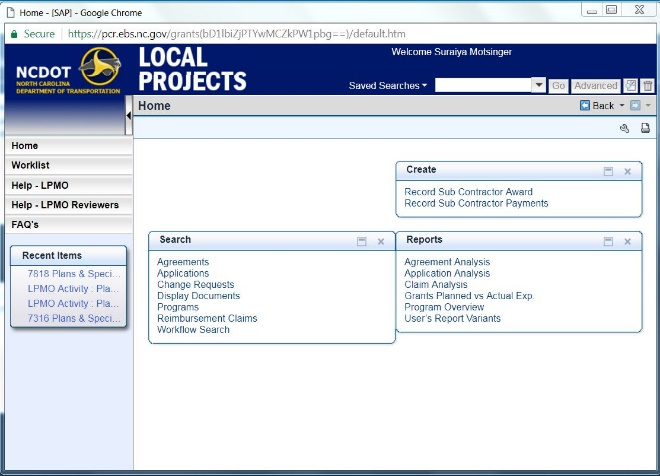 Home - [SAP] - Google Chrome
Secure https://pcr.ebs.nc.gov/grants(bD1lbiZjPTYwMCZkPW1pbg==)/default.htm
NCDOT
NORTH CAROLINA
DEPARTMENT OF TRANSPORTATION
LOCAL
PROJECTS
Welcome Suraiya Motsinger
Saved Searches Go Advanced
Home Back
Home
Worklist
Help - LPMO
Help - LPMO Reviewers
FAQ's
Recent Items
7818 Plans & Speci...
LPMO Activity : Pla...
LPMO Activity : Pla...
7316 Plans & Speci...
Create
Record Sub Contractor Award
Record Sub Contractor Payments
Search
Agreements
Applications
Change Requests
Display Documents
Programs
Reimbursement Claims
Workflow Search
Reports
Agreement Analysis
Application Analysis
Claim Analysis
Grants Planned vs Actual Exp.
Program Overview
User's Report Variants